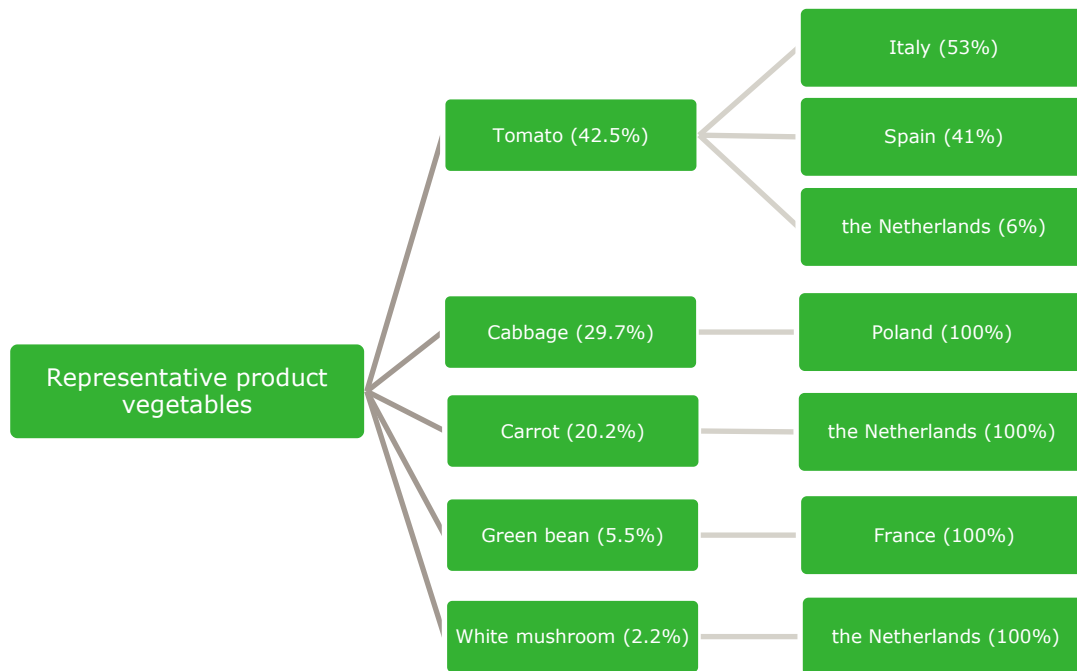 Representative product
vegetables
Tomato (42.5%)
Italy (53%)
Spain (41%)
the Netherlands (6%)
Cabbage (29.7%)
Poland (100%)
Carrot (20.2%)
the Netherlands (100%)
Green bean (5.5%)
France (100%)
White mushroom (2.2%)
the Netherlands (100%)